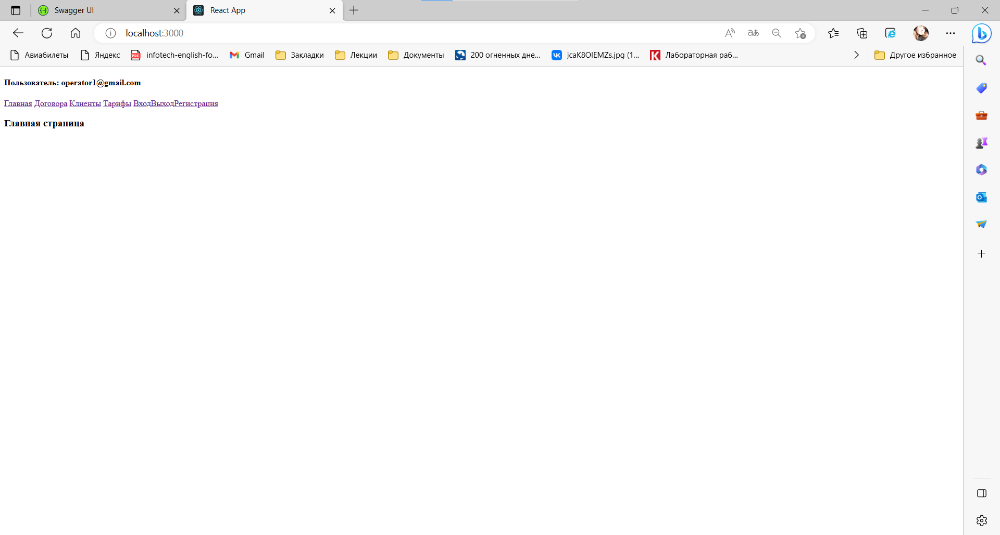 Swagger UI
React App
localhost:3000
Авиабилеты Яндекс infotech-english-fo... Gmail Закладки Лекции Документы 200 огненных дне... jcaK8OIEMZs.jpg (1... Лабораторная раб... Другое избранное
Пользователь: operator1@gmail.com
Главная Договора Клиенты Тарифы ВходВыходРегистрация
Главная страница